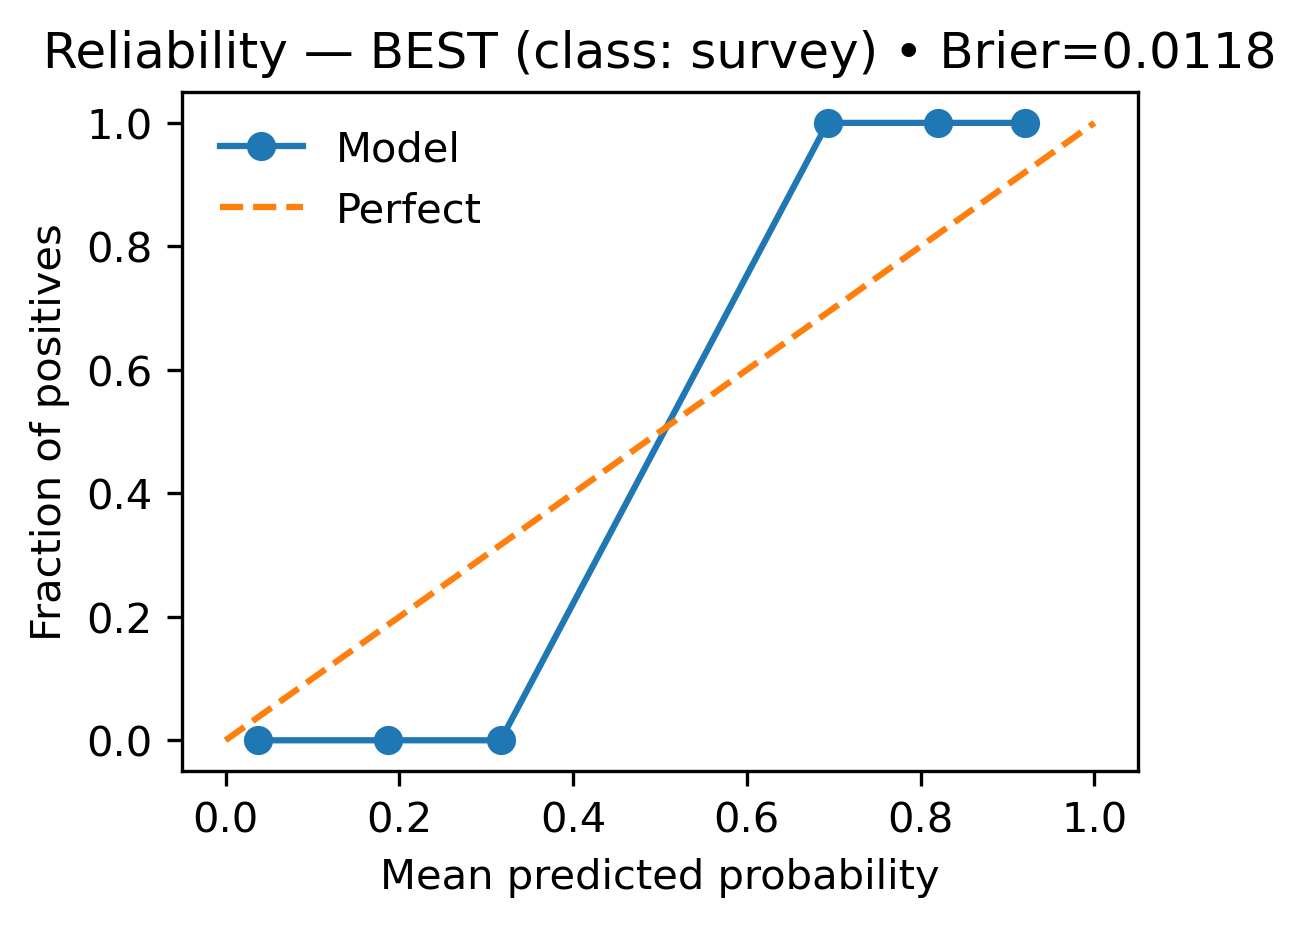 Reliability — BEST (class: survey) • Brier=0.0118
Model
Perfect
Fraction of positives
1.0
0.8
0.6
0.4
0.2
0.0
0.0 0.2 0.4 0.6 0.8 1.0
Mean predicted probability